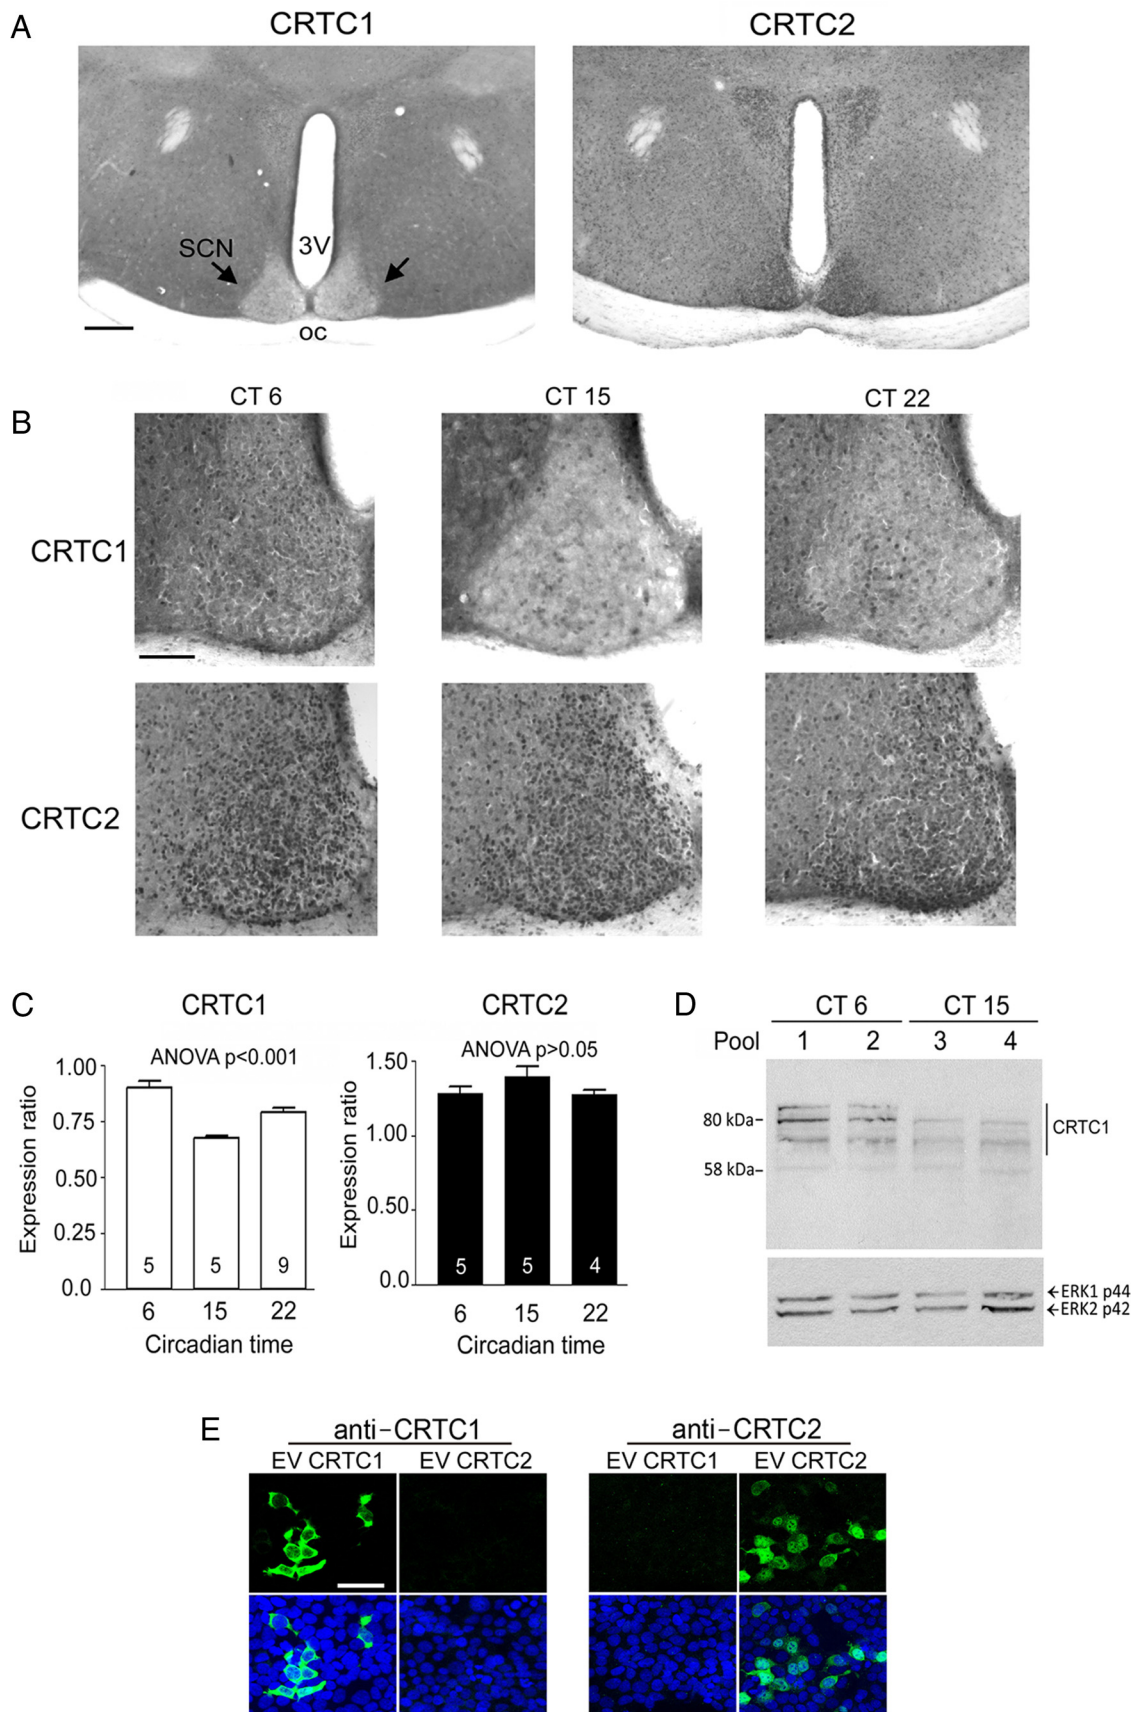 A
CRTC1
CRTC2
SCN
3V
oc
B
CT 6
CT 15
CT 22
CRTC1
CRTC2
C
CRTC1
ANOVA p<0.001
Expression ratio
1.00
0.75
0.50
0.25
0.0
5
5
9
6
15
22
Circadian time
CRTC2
ANOVA p>0.05
Expression ratio
1.50
1.00
0.50
0.0
5
5
4
6
15
22
Circadian time
D
CT 6
CT 15
Pool
1
2
3
4
80 kDa–
58 kDa–
CRTC1
←ERK1 p44
←ERK2 p42
E
anti–CRTC1
anti–CRTC2
EV CRTC1
EV CRTC2
EV CRTC1
EV CRTC2